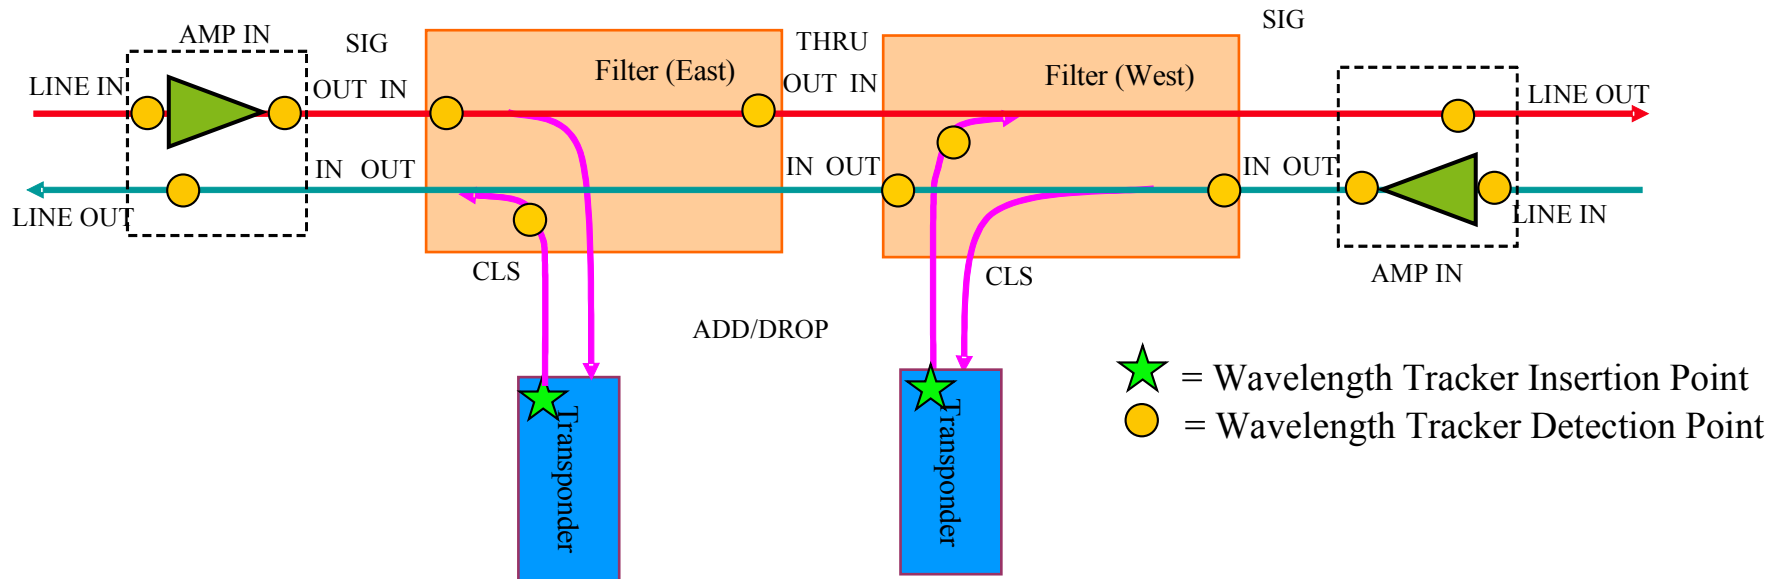 AMP IN
SIG
THRU
SIG
LINE IN
OUT IN
Filter (East)
OUT IN
Filter (West)
LINE OUT
IN OUT
IN OUT
IN OUT
LINE OUT
LINE IN
CLS
CLS
AMP IN
ADD/DROP
Transponder
Transponder
= Wavelength Tracker Insertion Point
= Wavelength Tracker Detection Point